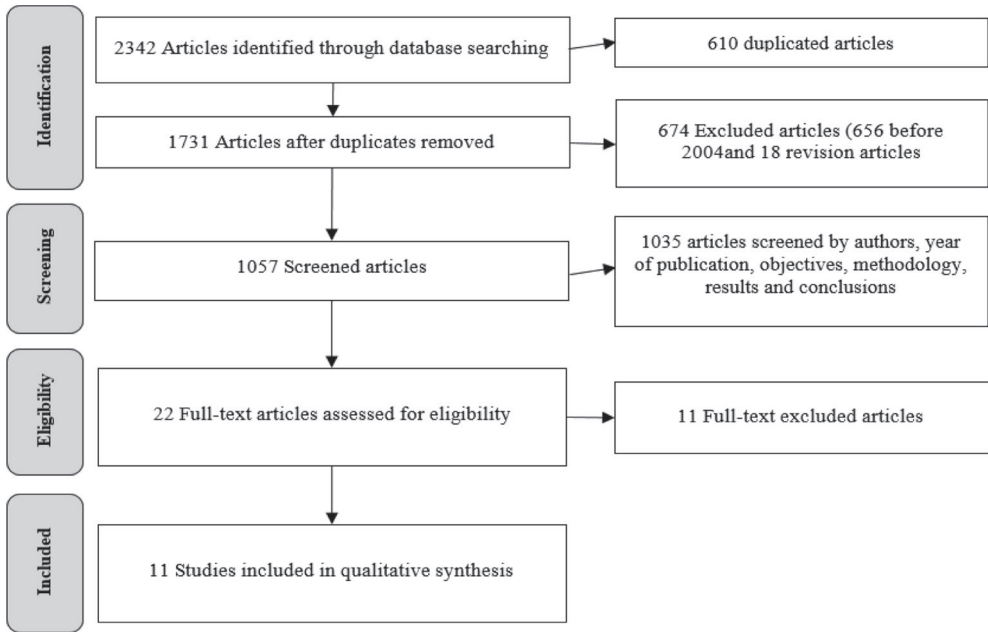 Identification
2342 Articles identified through database searching
610 duplicated articles
1731 Articles after duplicates removed
674 Excluded articles (656 before
2004and 18 revision articles
Screening
1057 Screened articles
1035 articles screened by authors, year
of publication, objectives, methodology,
results and conclusions
Eligibility
22 Full-text articles assessed for eligibility
11 Full-text excluded articles
Included
11 Studies included in qualitative synthesis